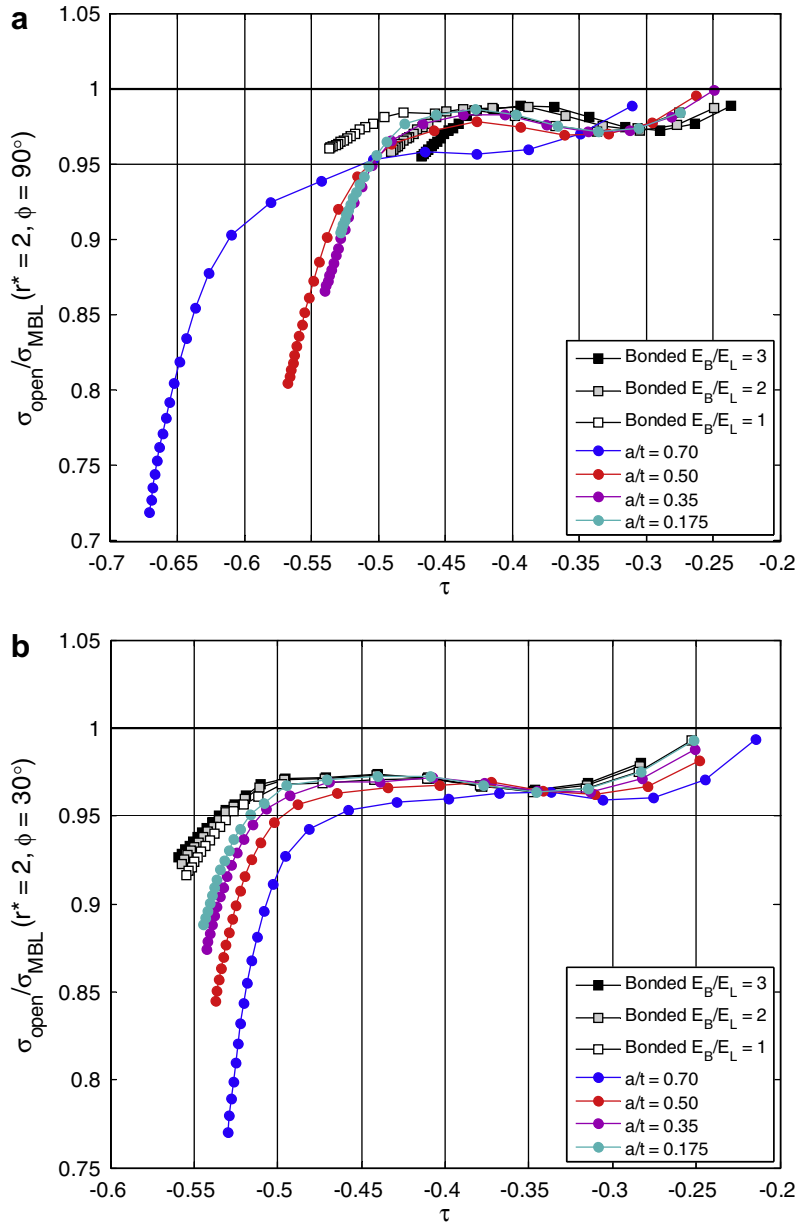 a
1.05
1
0.95
0.9
0.85
0.8
0.75
0.7
σopen/σMBL (r* = 2, ϕ = 90°)
Bonded EB/EL = 3
Bonded EB/EL = 2
Bonded EB/EL = 1
a/t = 0.70
a/t = 0.50
a/t = 0.35
a/t = 0.175
-0.7 -0.65 -0.6 -0.55 -0.5 -0.45 -0.4 -0.35 -0.3 -0.25 -0.2
τ
b
1.05
1
0.95
0.9
0.85
0.8
0.75
σopen/σMBL (r* = 2, ϕ = 30°)
Bonded EB/EL = 3
Bonded EB/EL = 2
Bonded EB/EL = 1
a/t = 0.70
a/t = 0.50
a/t = 0.35
a/t = 0.175
-0.6 -0.55 -0.5 -0.45 -0.4 -0.35 -0.3 -0.25 -0.2
τ